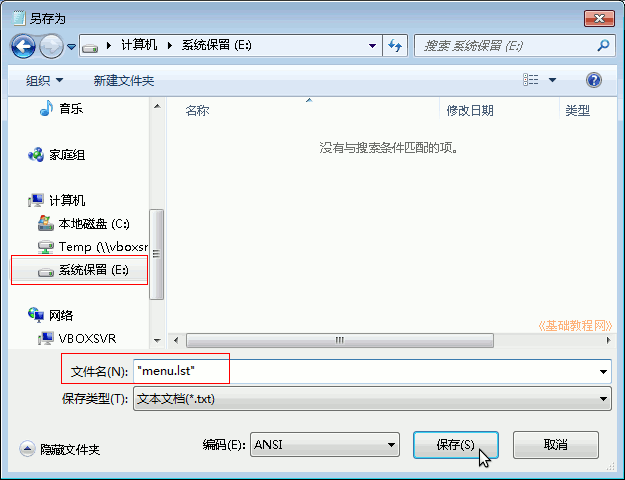 另存为
计算机 系统保留 (E:)
搜索 系统保留 (E:)
组织 新建文件夹
名称 修改日期 类型
没有与搜索条件匹配的项。
音乐
家庭组
计算机
本地磁盘 (C:)
Temp (\\vboxsr
系统保留 (E:)
网络
VBOXSVR
《基础教程网》
文件名(N): "menu.lst"
保存类型(T): 文本文档(*.txt)
隐藏文件夹 编码(E): ANSI 保存(S) 取消